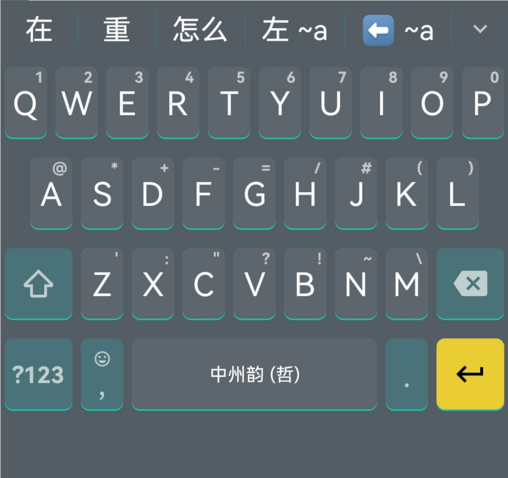 在 重 怎么 左 ~a ⬅️ ~a
1 2 3 4 5 6 7 8 9 0
Q W E R T Y U I O P
@ * + - = / # ( )
A S D F G H J K L
' : " ? ! ~ \
Z X C V B N M
?123 , 中州韵 (哲) .